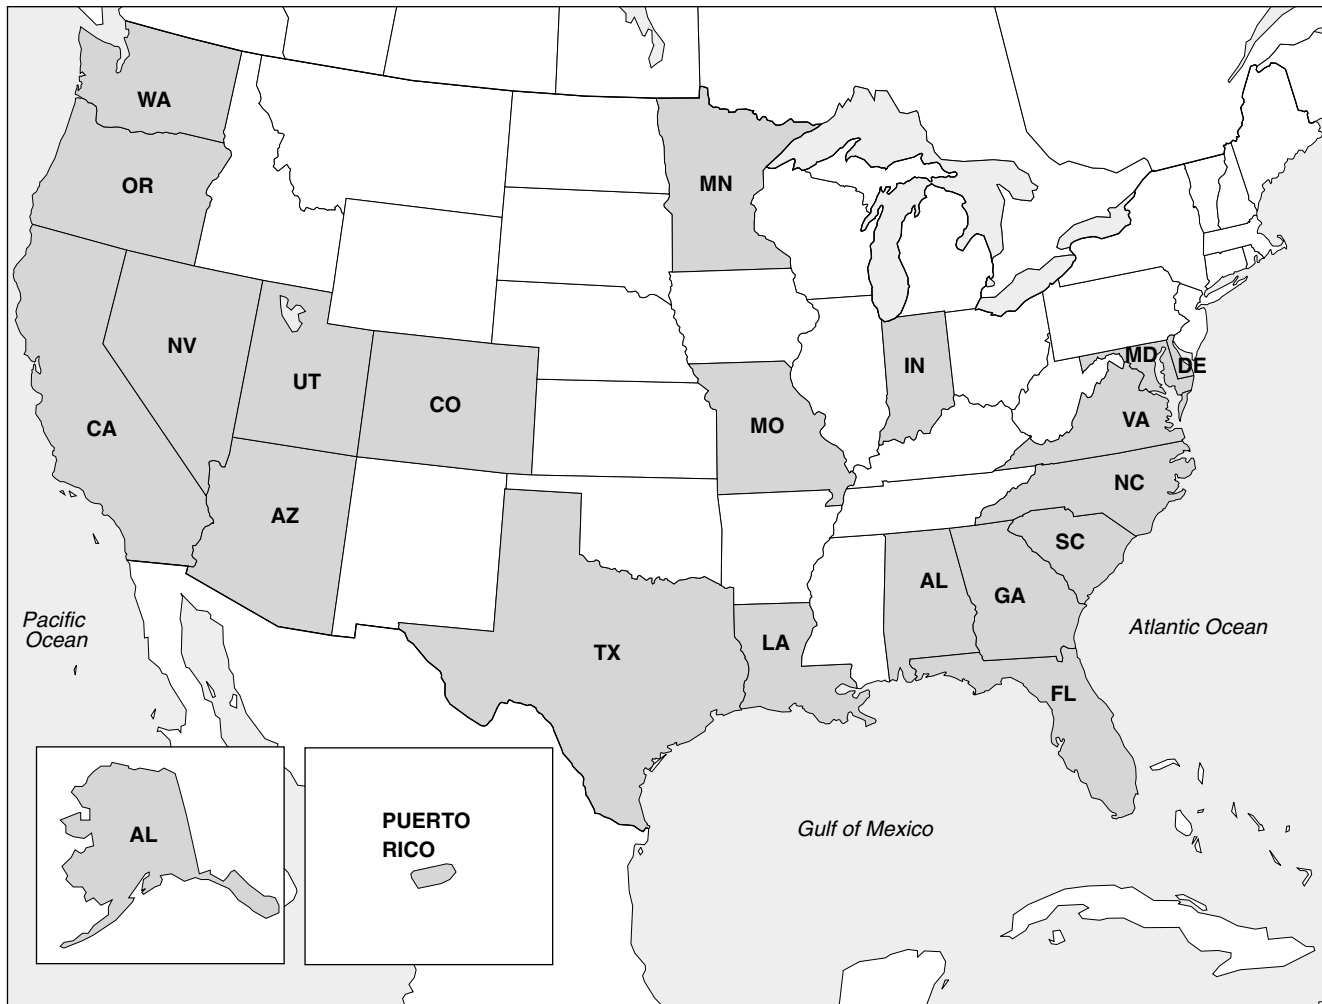 WA
OR
MN
NV
UT
CO
CA
IN
MD
DE
MO
VA
NC
AZ
SC
AL
GA
Pacific
Ocean
Atlantic Ocean
TX
LA
FL
AL
PUERTO
RICO
Gulf of Mexico